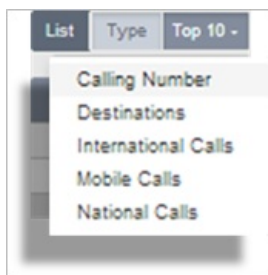 List Type Top 10 -
Calling Number
Destinations
International Calls
Mobile Calls
National Calls